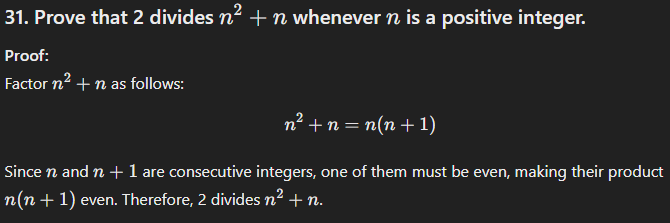 31. Prove that 2 divides n² + n whenever n is a positive integer.
Proof:
Factor n² + n as follows:
n² + n = n(n + 1)
Since n and n + 1 are consecutive integers, one of them must be even, making their product
n(n + 1) even. Therefore, 2 divides n² + n.